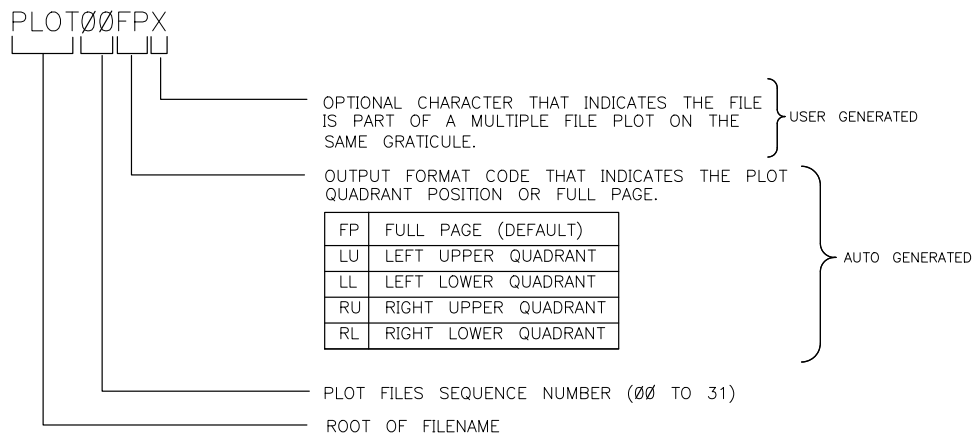 PLOTØØFPX
OPTIONAL CHARACTER THAT INDICATES THE FILE
IS PART OF A MULTIPLE FILE PLOT ON THE
SAME GRATICULE.
USER GENERATED
OUTPUT FORMAT CODE THAT INDICATES THE PLOT
QUADRANT POSITION OR FULL PAGE.
FP FULL PAGE (DEFAULT)
LU LEFT UPPER QUADRANT
LL LEFT LOWER QUADRANT
RU RIGHT UPPER QUADRANT
RL RIGHT LOWER QUADRANT
AUTO GENERATED
PLOT FILES SEQUENCE NUMBER (ØØ TO 31)
ROOT OF FILENAME